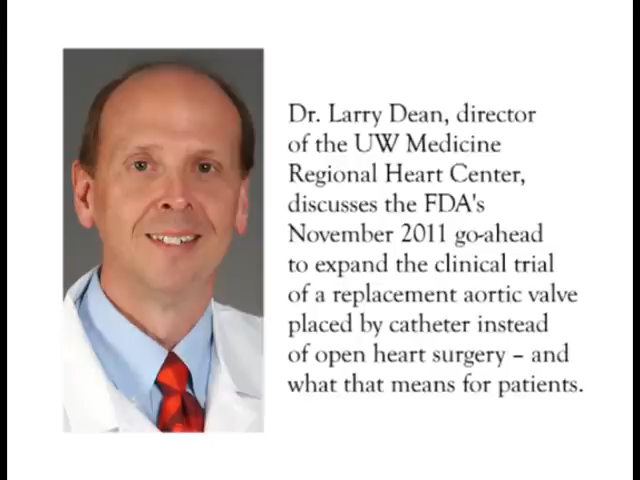 Dr. Larry Dean, director
of the UW Medicine
Regional Heart Center,
discusses the FDA's
November 2011 go-ahead
to expand the clinical trial
of a replacement aortic valve
placed by catheter instead
of open heart surgery – and
what that means for patients.